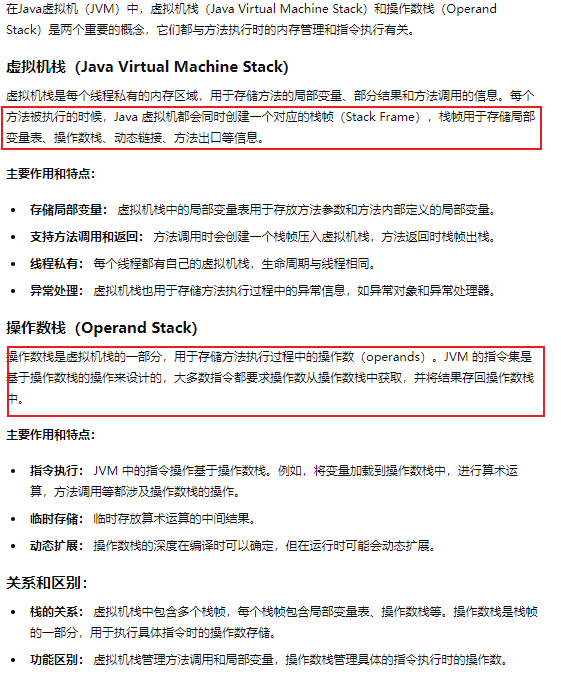 在Java虚拟机（JVM）中，虚拟机栈（Java Virtual Machine Stack）和操作数栈（Operand
Stack）是两个重要的概念，它们都与方法执行时的内存管理和指令执行有关。
虚拟机栈（Java Virtual Machine Stack）
虚拟机栈是每个线程私有的内存区域，用于存储方法的局部变量、部分结果和方法调用的信息。每个
方法被执行的时候，Java 虚拟机都会同时创建一个对应的栈帧（Stack Frame），栈帧用于存储局部
变量表、操作数栈、动态链接、方法出口等信息。
主要作用和特点：
• 存储局部变量： 虚拟机栈中的局部变量表用于存放方法参数和方法内部定义的局部变量。
• 支持方法调用和返回： 方法调用时会创建一个栈帧压入虚拟机栈，方法返回时栈帧出栈。
• 线程私有： 每个线程都有自己的虚拟机栈，生命周期与线程相同。
• 异常处理： 虚拟机栈也用于存储方法执行过程中的异常信息，如异常对象和异常处理器。
操作数栈（Operand Stack）
操作数栈是虚拟机栈的一部分，用于存储方法执行过程中的操作数（operands）。JVM 的指令集是
基于操作数栈的操作来设计的，大多数指令都要求操作数从操作数栈中获取，并将结果存回操作数栈
中。
主要作用和特点：
• 指令执行： JVM 中的指令操作基于操作数栈。例如，将变量加载到操作数栈中，进行算术运
算，方法调用等都涉及操作数栈的操作。
• 临时存储： 临时存放算术运算的中间结果。
• 动态扩展： 操作数栈的深度在编译时可以确定，但在运行时可能会动态扩展。
关系和区别：
• 栈的关系： 虚拟机栈中包含多个栈帧，每个栈帧包含局部变量表、操作数栈等。操作数栈是栈帧
的一部分，用于执行具体指令时的操作数存储。
• 功能区别： 虚拟机栈管理方法调用和局部变量，操作数栈管理具体的指令执行时的操作数。